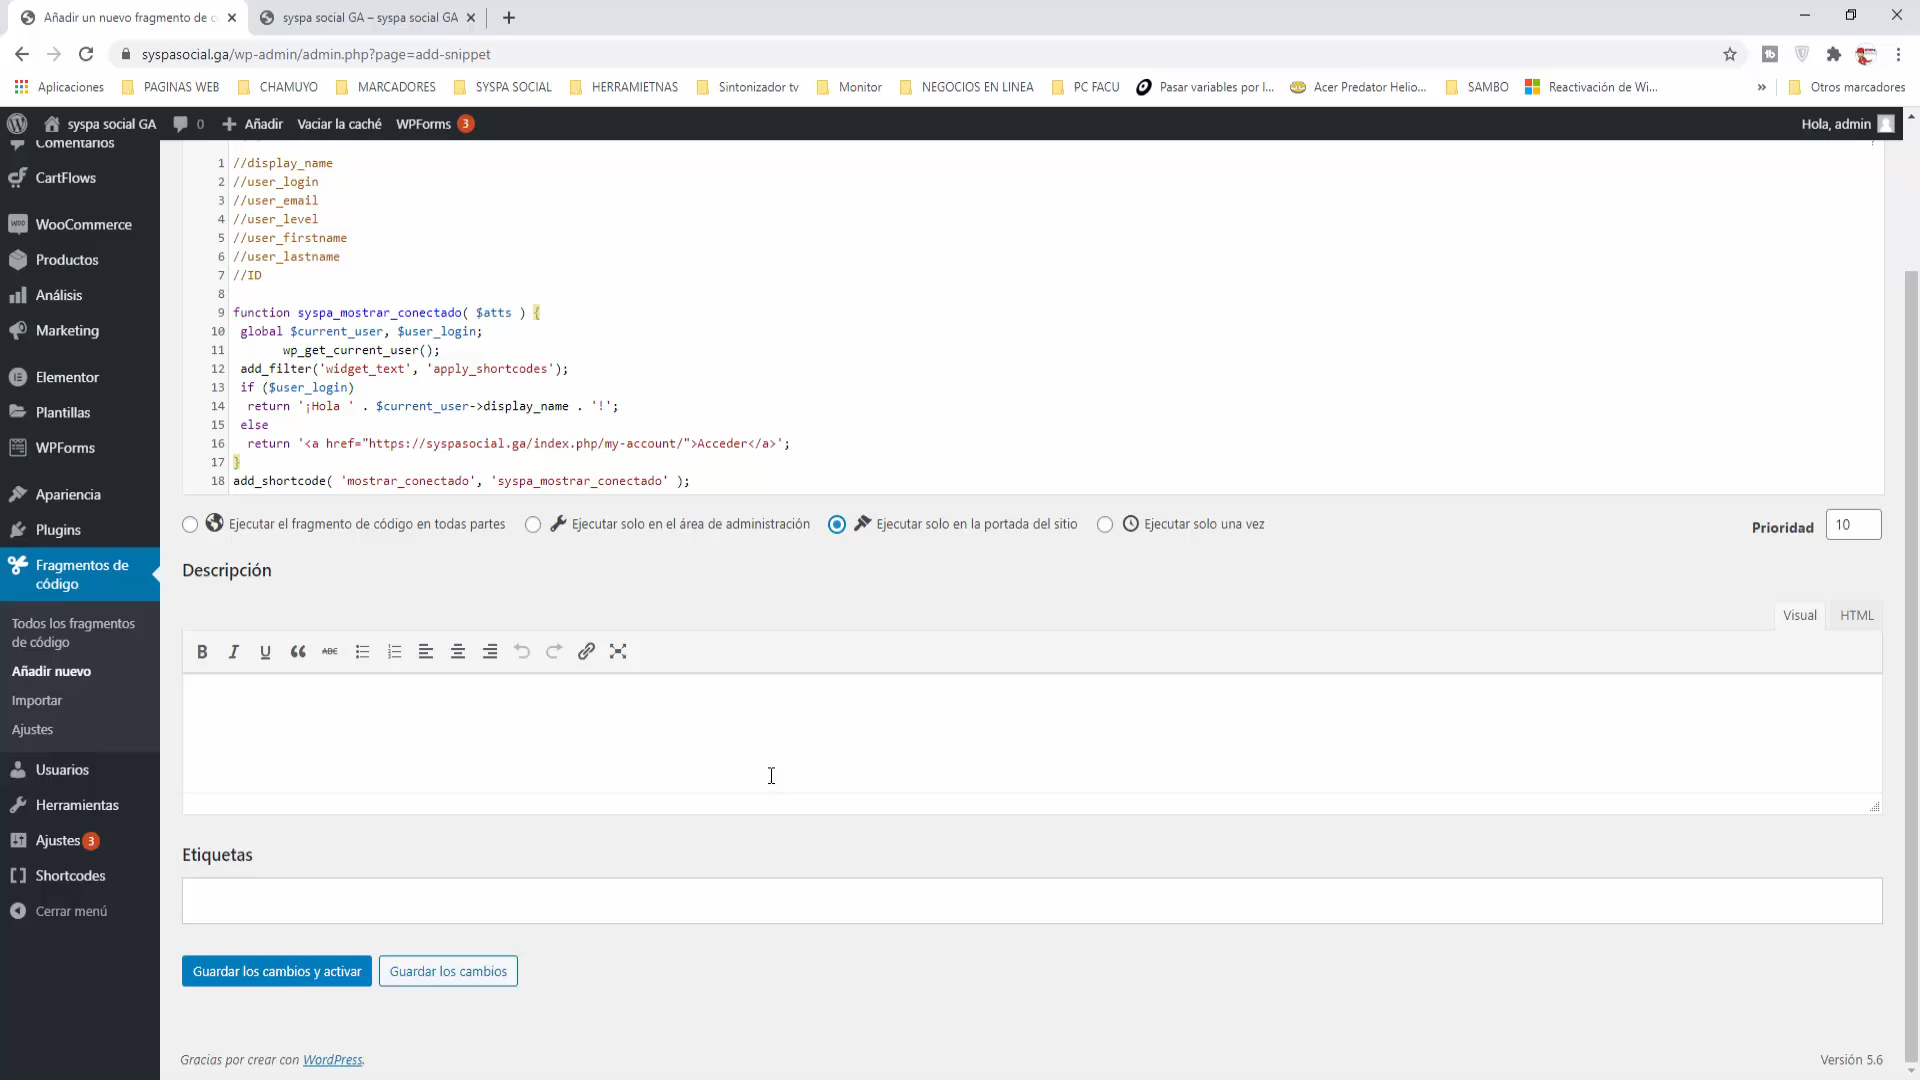 Añadir un nuevo fragmento de c
syspa social GA – syspa social GA
syspasocial.ga/wp-admin/admin.php?page=add-snippet
Aplicaciones
PAGINAS WEB
CHAMUYO
MARCADORES
SYSPA SOCIAL
HERRAMIETNAS
Sintonizador tv
Monitor
NEGOCIOS EN LINEA
PC FACU
Pasar variables por l...
Acer Predator Helio...
SAMBO
Reactivación de Wi...
»
Otros marcadores
syspa social GA
0
Añadir
Vaciar la caché
WPForms 3
Hola, admin
Comentarios
CartFlows
WooCommerce
Productos
Análisis
Marketing
Elementor
Plantillas
WPForms
Apariencia
Plugins
Fragmentos de
código
Todos los fragmentos
de código
Añadir nuevo
Importar
Ajustes
Usuarios
Herramientas
Ajustes 3
Shortcodes
Cerrar menú
1 //display_name
2 //user_login
3 //user_email
4 //user_level
5 //user_firstname
6 //user_lastname
7 //ID
8
9 function syspa_mostrar_conectado( $atts ) {
10 global $current_user, $user_login;
11 wp_get_current_user();
12 add_filter('widget_text', 'apply_shortcodes');
13 if ($user_login)
14 return '¡Hola ' . $current_user->display_name . '!';
15 else
16 return '<a href="https://syspasocial.ga/index.php/my-account/">Acceder</a>';
17 }
18 add_shortcode( 'mostrar_conectado', 'syspa_mostrar_conectado' );
Ejecutar el fragmento de código en todas partes
Ejecutar solo en el área de administración
Ejecutar solo en la portada del sitio
Ejecutar solo una vez
Prioridad 10
Descripción
Visual
HTML
B I U ABC
Etiquetas
Guardar los cambios y activar
Guardar los cambios
Gracias por crear con WordPress.
Versión 5.6